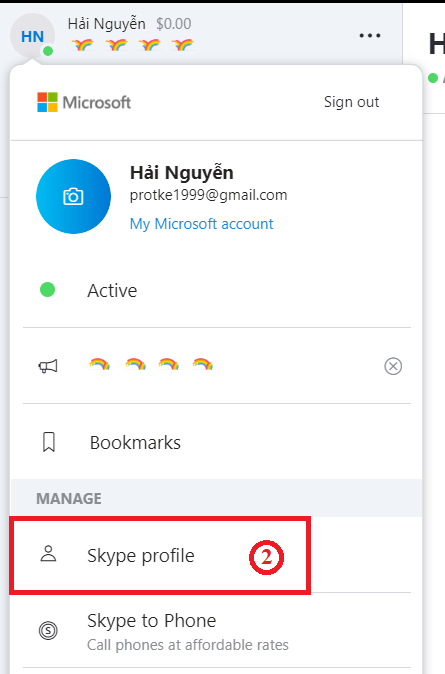 HN
Hải Nguyễn $0.00
H
Microsoft
Sign out
Hải Nguyễn
protke1999@gmail.com
My Microsoft account
Active
Bookmarks
MANAGE
Skype profile
2
Skype to Phone
Call phones at affordable rates